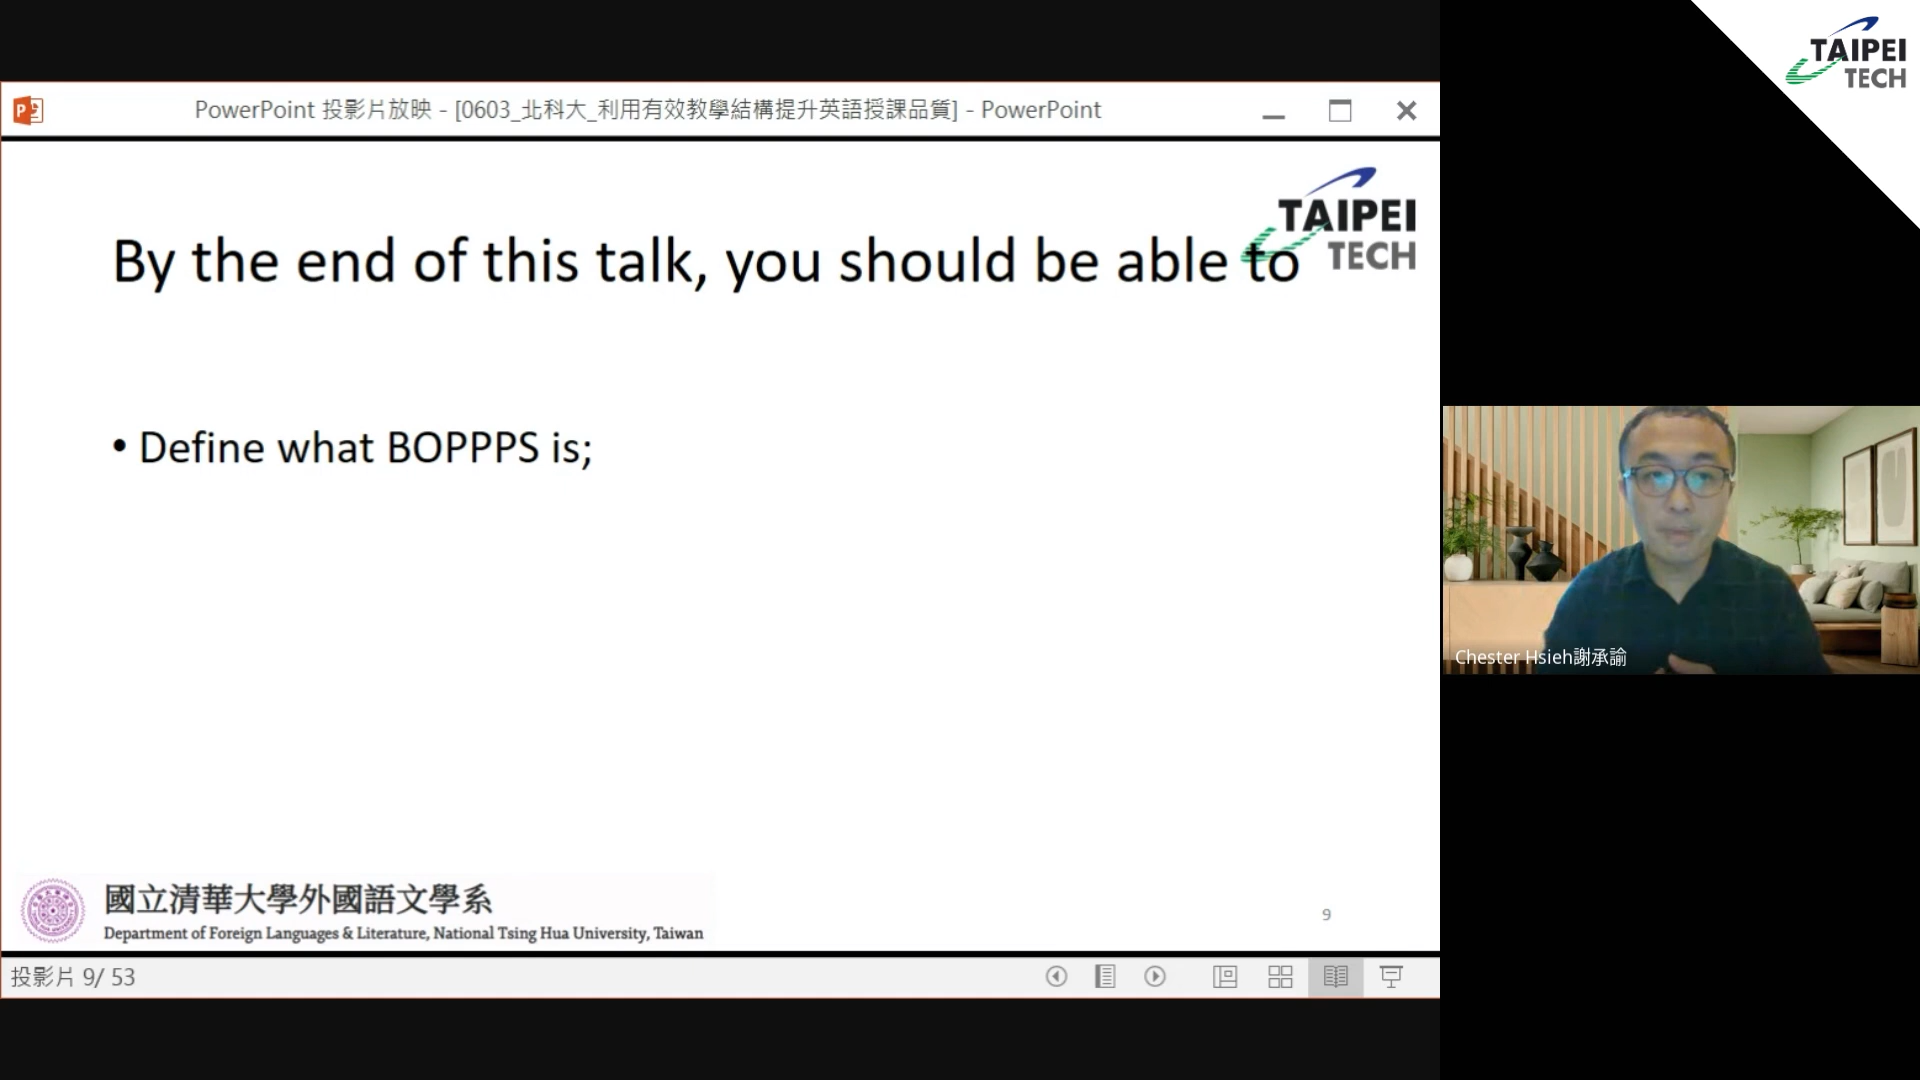 PowerPoint 投影片放映 - [0603_北科大_利用有效教學結構提升英語授課品質] - PowerPoint
TAIPEI
TECH
TAIPEI
TECH
By the end of this talk, you should be able to
• Define what BOPPPS is;
Chester Hsieh謝承諭
國立清華大學外國語文學系
Department of Foreign Languages & Literature, National Tsing Hua University, Taiwan
9
投影片 9/ 53